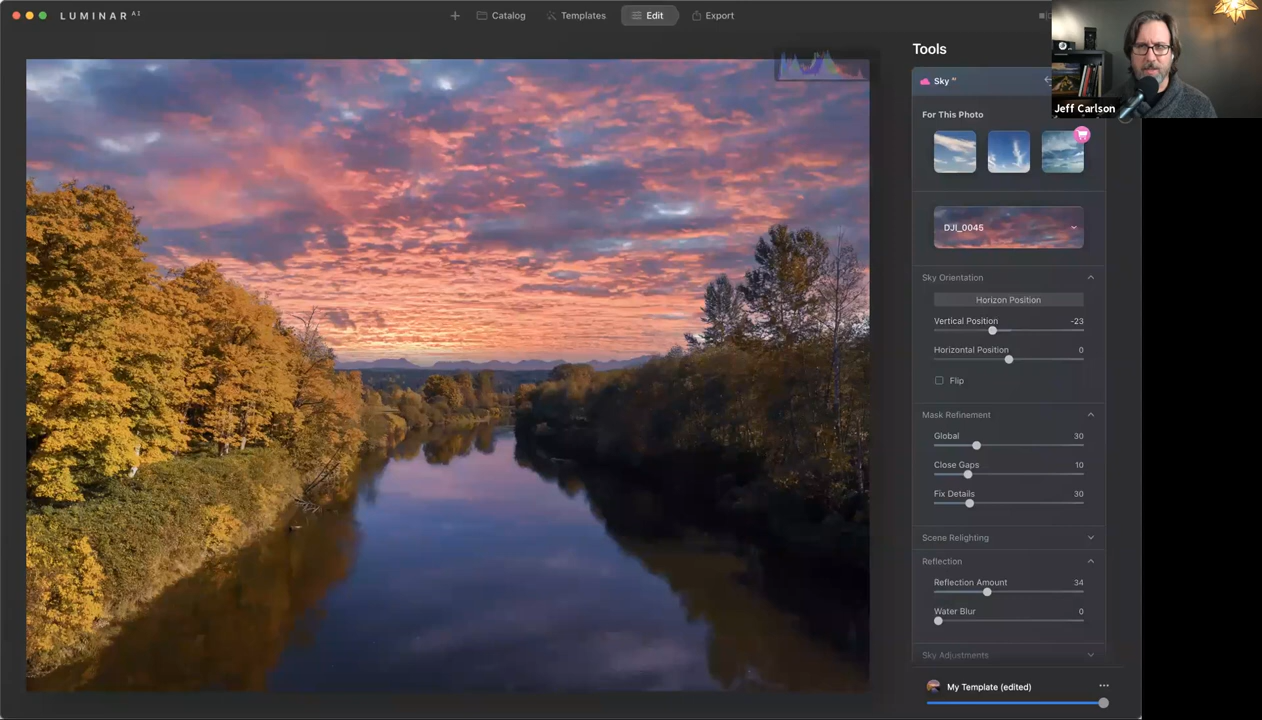 LUMINAR AI
Catalog
Templates
Edit
Export
Tools
Sky AI
Jeff Carlson
For This Photo
DJI_0045
Sky Orientation
Horizon Position
Vertical Position -23
Horizontal Position 0
Flip
Mask Refinement
Global 30
Close Gaps 10
Fix Details 30
Scene Relighting
Reflection
Reflection Amount 34
Water Blur 0
Sky Adjustments
My Template (edited)